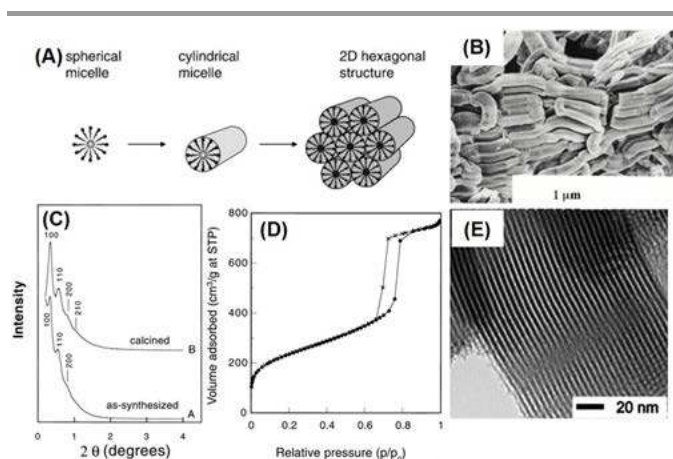 (A) spherical micelle
cylindrical micelle
2D hexagonal structure
(B)
1 μm
(C)
100
110
200
210
calcined
B
100
110
200
as-synthesized
A
Intensity
0 1 2 3 4
2 θ (degrees)
(D)
Volume adsorbed (cm³/g at STP)
800
600
400
200
0
0 0.2 0.4 0.6 0.8 1
Relative pressure (p/pₒ)
(E)
20 nm